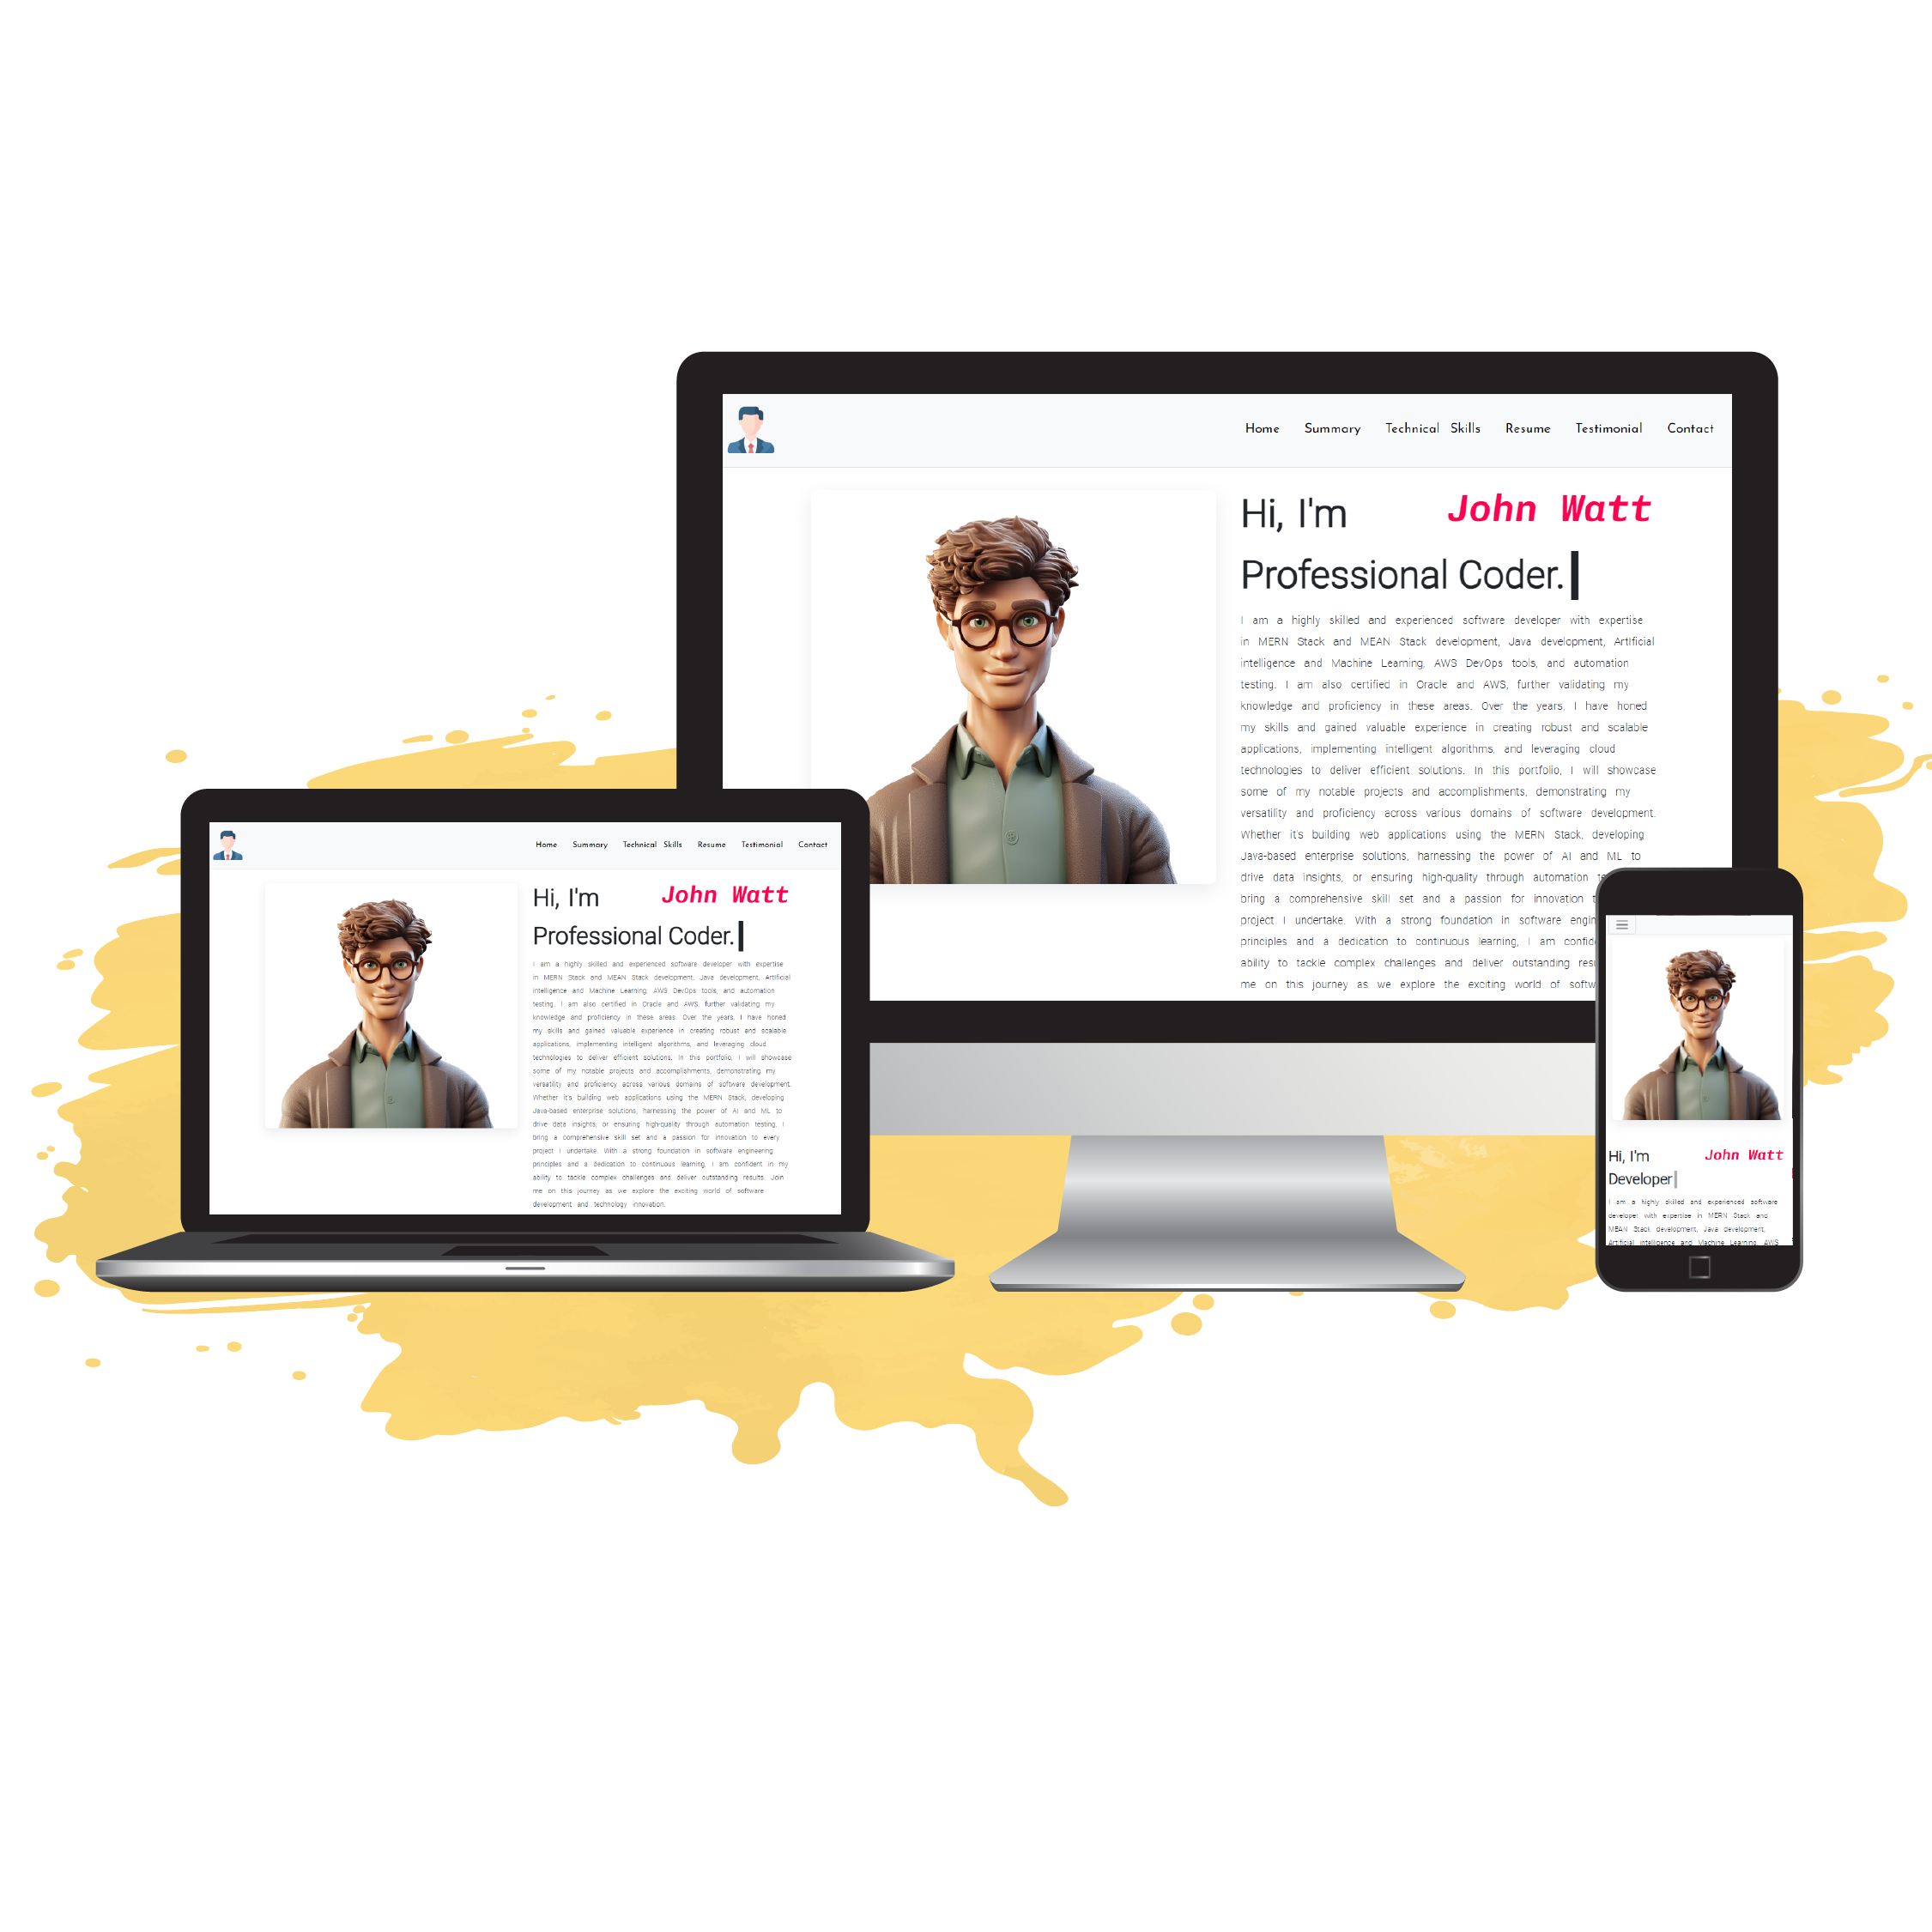 Home Summary Technical Skills Resume Testimonial Contact
Hi, I'm John Watt
Professional Coder.
I am a highly skilled and experienced software developer with expertise
in MERN Stack and MEAN Stack development, Java development, Artificial
intelligence and Machine Learning, AWS DevOps tools, and automation
testing. I am also certified in Oracle and AWS, further validating my
knowledge and proficiency in these areas. Over the years, I have honed
my skills and gained valuable experience in creating robust and scalable
applications, implementing intelligent algorithms, and leveraging cloud
technologies to deliver efficient solutions. In this portfolio, I will showcase
some of my notable projects and accomplishments, demonstrating my
versatility and proficiency across various domains of software development.
Whether it's building web applications using the MERN Stack, developing
Java-based enterprise solutions, harnessing the power of AI and ML to
drive data insights, or ensuring high-quality through automation
bring a comprehensive skill set and a passion for innovation
project I undertake. With a strong foundation in software
principles and a dedication to continuous learning, I am
ability to tackle complex challenges and deliver outstanding
me on this journey as we explore the exciting world of
Home Summary Technical Skills Resume Testimonial Contact
Hi, I'm John Watt
Professional Coder.
I am a highly skilled and experienced software developer with expertise
in MERN Stack and MEAN Stack development, Java development, Artificial
intelligence and Machine Learning, AWS DevOps tools, and automation
testing. I am also certified in Oracle and AWS, further validating my
knowledge and proficiency in these areas. Over the years, I have honed
my skills and gained valuable experience in creating robust and scalable
applications, implementing intelligent algorithms, and leveraging cloud
technologies to deliver efficient solutions. In this portfolio, I will showcase
some of my notable projects and accomplishments, demonstrating my
versatility and proficiency across various domains of software development.
Whether it's building web applications using the MERN Stack, developing
Java-based enterprise solutions, harnessing the power of AI and ML to
drive data insights, or ensuring high-quality through automation testing, I
bring a comprehensive skill set and a passion for innovation to every
project I undertake. With a strong foundation in software engineering
principles and a dedication to continuous learning, I am confident in my
ability to tackle complex challenges and deliver outstanding results. Join
me on this journey as we explore the exciting world of software
development and technology innovation.
Hi, I'm John Watt
Developer
I am a highly skilled and experienced software
developer with expertise in MERN Stack and
MEAN Stack development, Java development,
Artificial intelligence and Machine Learning, AWS